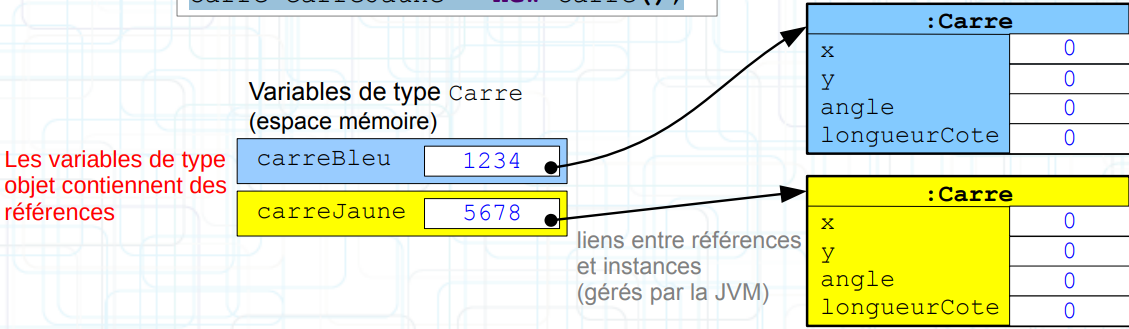 Variables de type Carre
(espace mémoire)
Les variables de type
objet contiennent des
références
carreBleu 1234
carreJaune 5678
liens entre références
et instances
(gérés par la JVM)
:Carre
x 0
y 0
angle 0
longueurCote 0
:Carre
x 0
y 0
angle 0
longueurCote 0